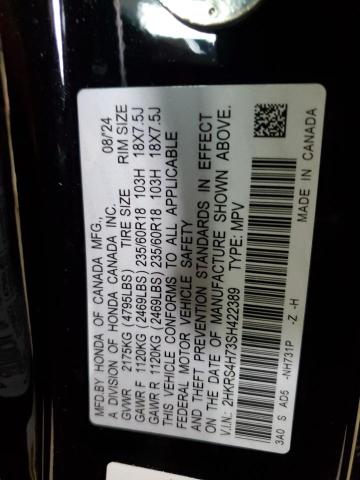 MFD.BY HONDA OF CANADA MFG.,
A DIVISION OF HONDA CANADA INC. 08/'24
GVWR 2175KG (4795LBS) TIRE SIZE RIM SIZE
GAWR F 1120KG (2469LBS) 235/60R18 103H 18X7.5J
GAWR R 1120KG (2469LBS) 235/60R18 103H 18X7.5J
THIS VEHICLE CONFORMS TO ALL APPLICABLE
FEDERAL MOTOR VEHICLE SAFETY
AND THEFT PREVENTION STANDARDS IN EFFECT
ON THE DATE OF MANUFACTURE SHOWN ABOVE.
V.I.N.: 2HKRS4H73SH422389 TYPE: MPV
3A0 S AD5 -NH731P -Z -H MADE IN CANADA